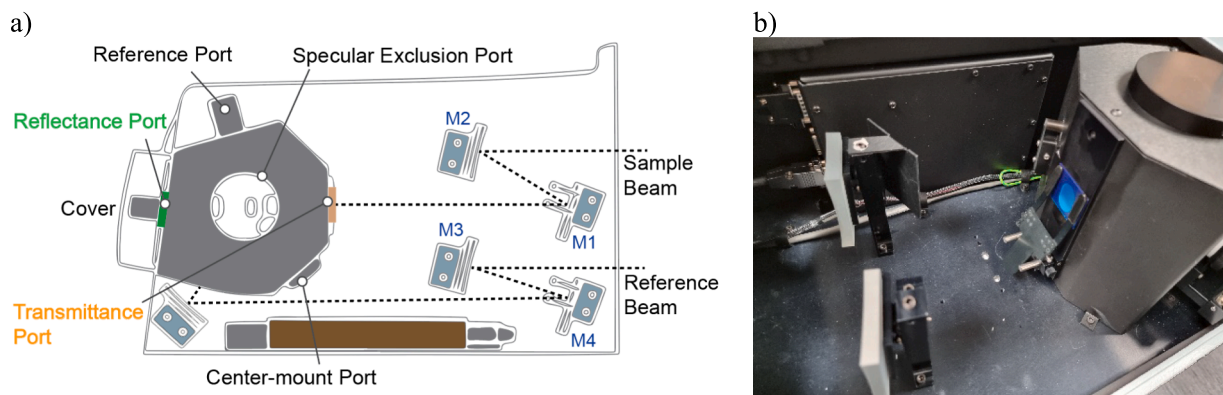 a)
b)
Reference Port
Specular Exclusion Port
Reflectance Port
M2
Sample
Beam
Cover
M1
M3
Reference
Beam
Transmittance
Port
M4
Center-mount Port